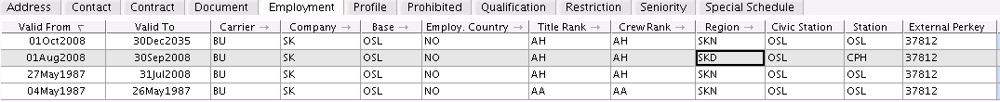 Address Contact Contract Document Employment Profile Prohibited Qualification Restriction Seniority Special Schedule
Valid From Valid To Carrier → Company → Base → Employ. Country → Title Rank → Crew Rank → Region → Civic Station Station External Perkey
01Oct2008 30Dec2035 BU SK OSL NO AH AH SKN OSL OSL 37812
01Aug2008 30Sep2008 BU SK OSL NO AH AH SKD OSL CPH 37812
27May1987 31Jul2008 BU SK OSL NO AH AH SKN OSL OSL 37812
04May1987 26May1987 BU SK OSL NO AA AA SKN OSL OSL 37812